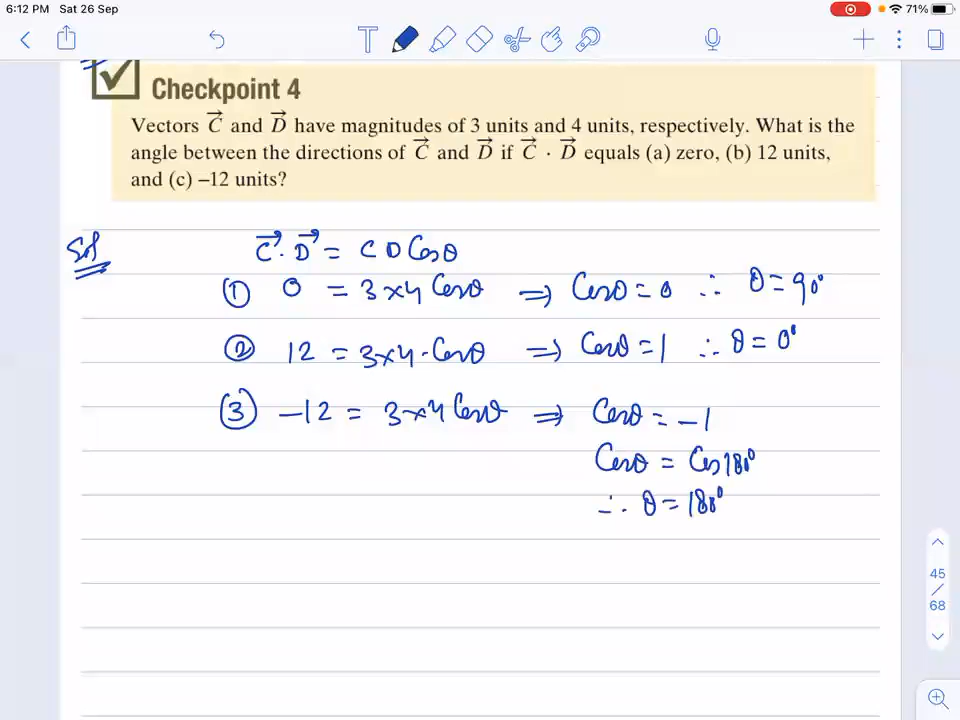 6:12 PM Sat 26 Sep 71%
T
Checkpoint 4
Vectors C⃗ and D⃗ have magnitudes of 3 units and 4 units, respectively. What is the
angle between the directions of C⃗ and D⃗ if C⃗ · D⃗ equals (a) zero, (b) 12 units,
and (c) −12 units?
Sol C⃗ . D⃗ = C D Cosθ
① 0 = 3×4 Cosθ ⇒ Cosθ = 0 ∴ θ = 90°
② 12 = 3×4 · Cosθ ⇒ Cosθ = 1 ∴ θ = 0°
③ −12 = 3×4 Cosθ ⇒ Cosθ = −1
Cosθ = Cos180°
∴ θ = 180°
45
/
68